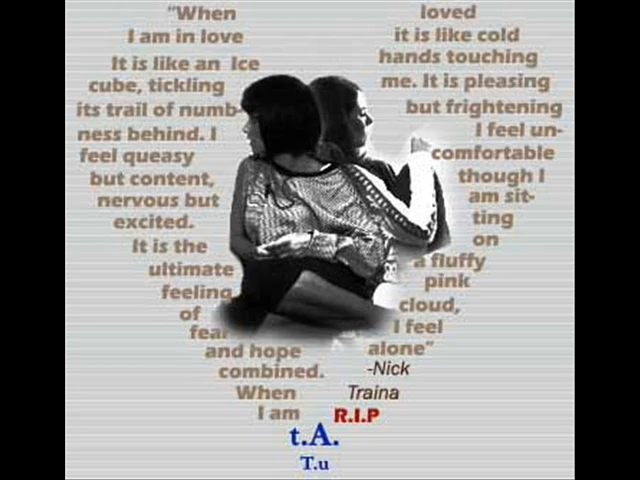 "When
I am in love
It is like an Ice
cube, tickling
its trail of numb-
ness behind. I
feel queasy
but content,
nervous but
excited.
It is the
ultimate
feeling
of
fear
and hope
combined.
When
I am
loved
it is like cold
hands touching
me. It is pleasing
but frightening
I feel un-
comfortable
though I
am sit-
ting
on
a fluffy
pink
cloud,
I feel
alone"
-Nick
Traina
R.I.P
t.A.
T.u